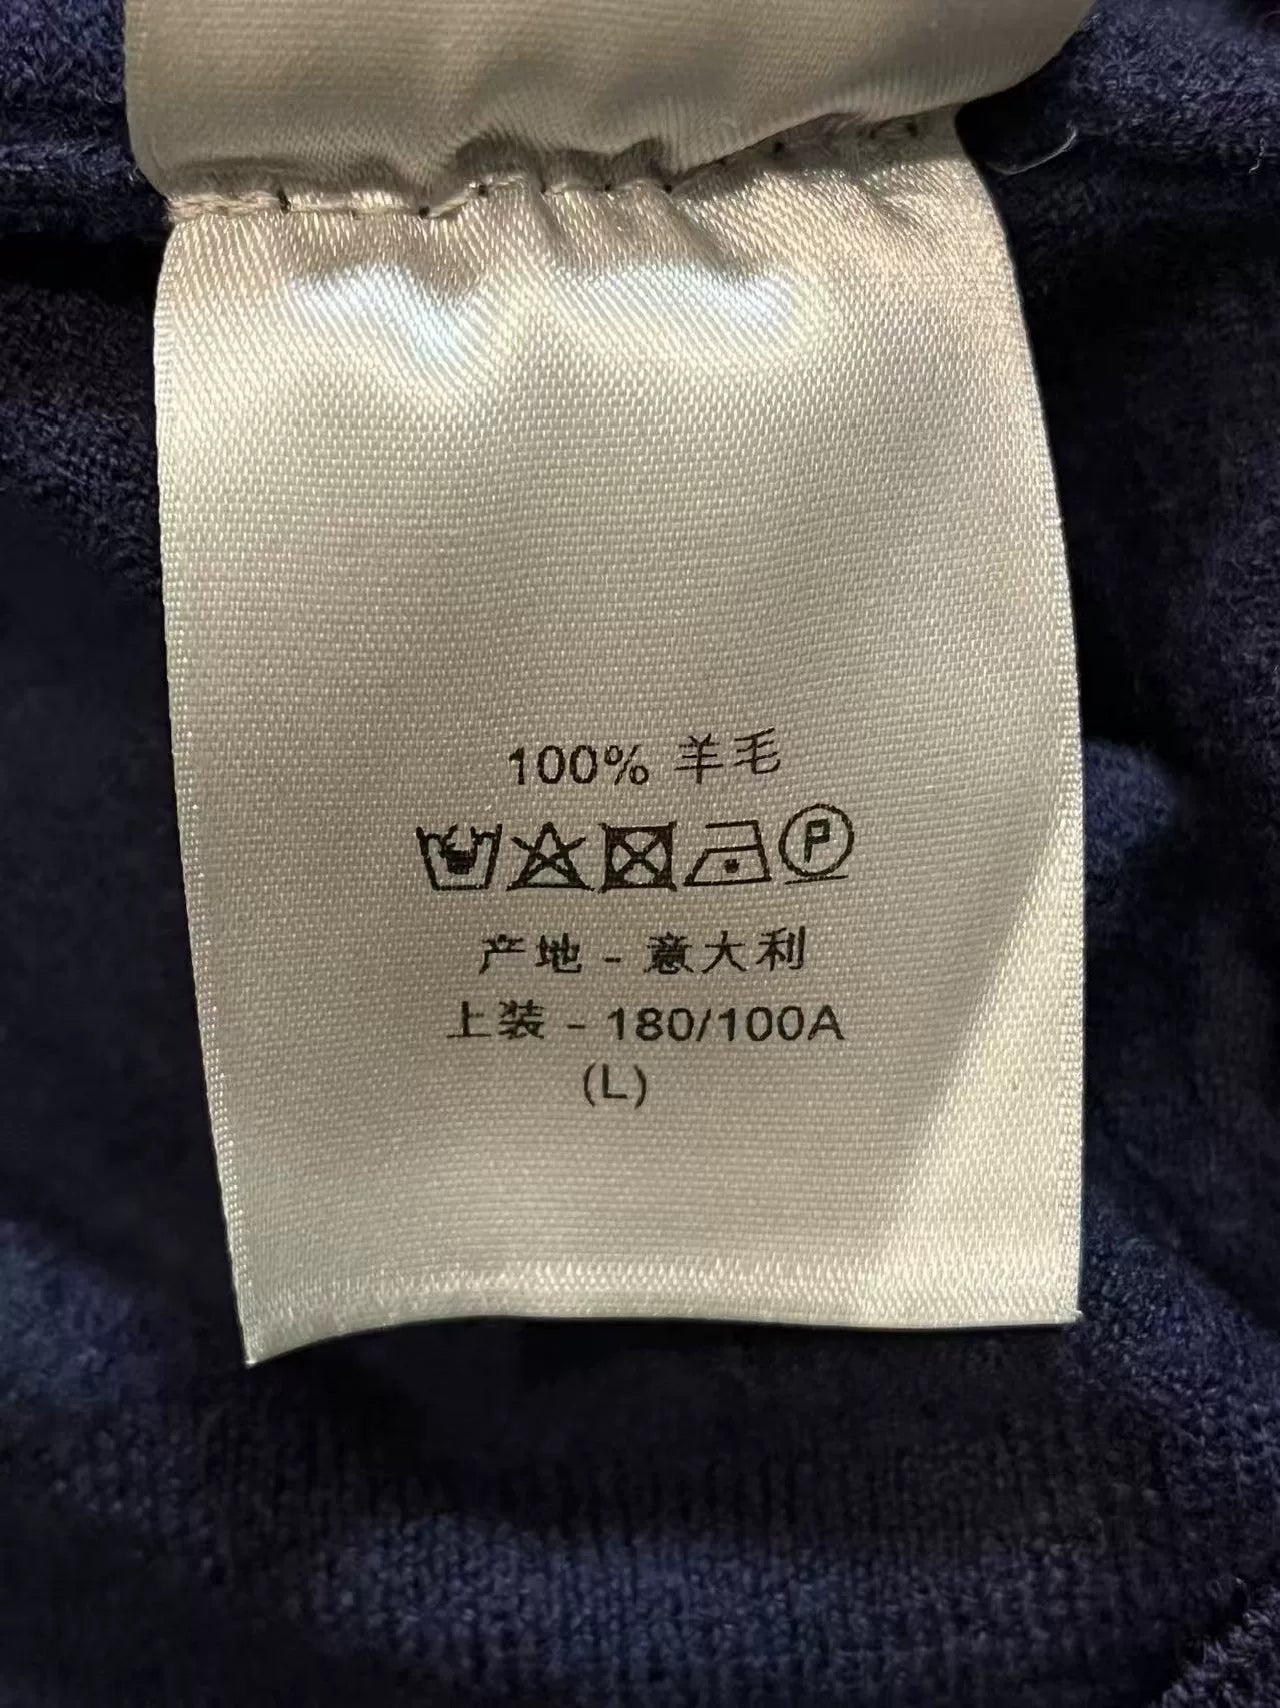 100% 羊毛
P
产地 - 意大利
上装 - 180/100A
(L)